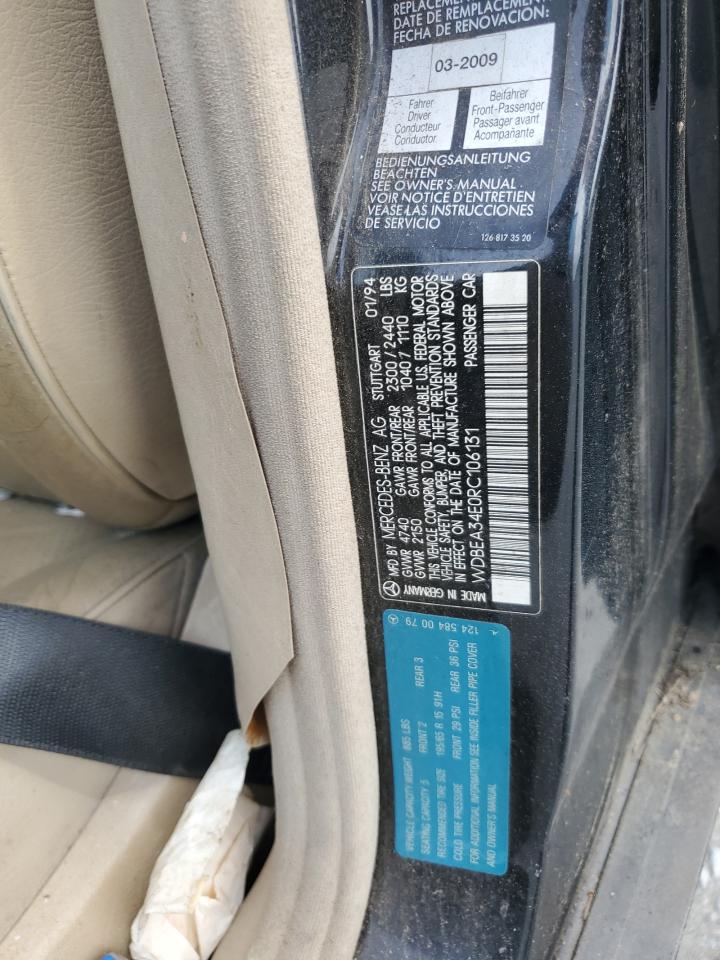 REPLACEMENT
DATE DE REMPLACEMENT
FECHA DE RENOVACION:
03-2009
Fahrer
Driver
Conducteur
Conductor.
Beifahrer
Front-Passenger
Passager avant
Acompañante
BEDIENUNGSANLEITUNG
BEACHTEN
SEE OWNER'S MANUAL
VOIR NOTICE D'ENTRETIEN
VEASE LAS INSTRUCCIONES
DE SERVICIO
126 817 35 20
MFD BY MERCEDES-BENZ AG STUTTGART 01/94
GVWR 4740 GAWR FRONT/REAR 2300/2440 LBS
GVWR 2150 GAWR FRONT/REAR 1040/1110 KG
VEHICLE CONFORMS TO ALL APPLICABLE U.S. FEDERAL MOTOR
VEHICLE SAFETY, BUMPER, AND THEFT PREVENTION STANDARDS
IN EFFECT ON THE DATE OF MANUFACTURE SHOWN ABOVE
WDBEA34E0RC106131 PASSENGER CAR
MADE IN GERMANY
124 584 00 79
VEHICLE CAPACITY WEIGHT 885 LBS
SEATING CAPACITY 5 FRONT 2 REAR 3
RECOMMENDED TIRE SIZE 195/65 R 15 91H
COLD TIRE PRESSURE FRONT 29 PSI REAR 36 PSI
FOR ADDITIONAL INFORMATION SEE INSIDE FILLER PIPE COVER
AND OWNER'S MANUAL